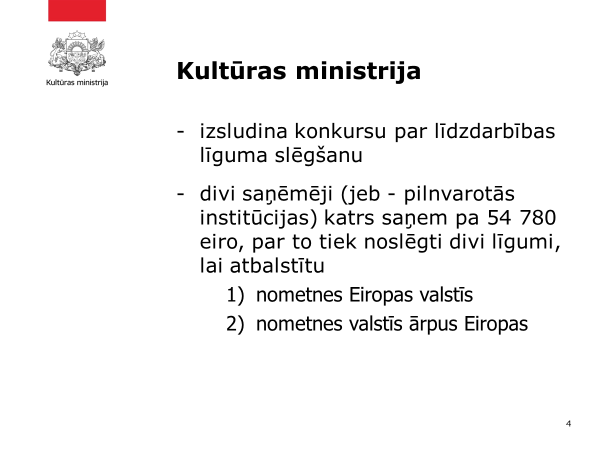 Kultūras ministrija
Kultūras ministrija
- izsludina konkursu par līdzdarbības
līguma slēgšanu
- divi saņēmēji (jeb - pilnvarotās
institūcijas) katrs saņem pa 54 780
eiro, par to tiek noslēgti divi līgumi,
lai atbalstītu
1) nometnes Eiropas valstīs
2) nometnes valstīs ārpus Eiropas
4